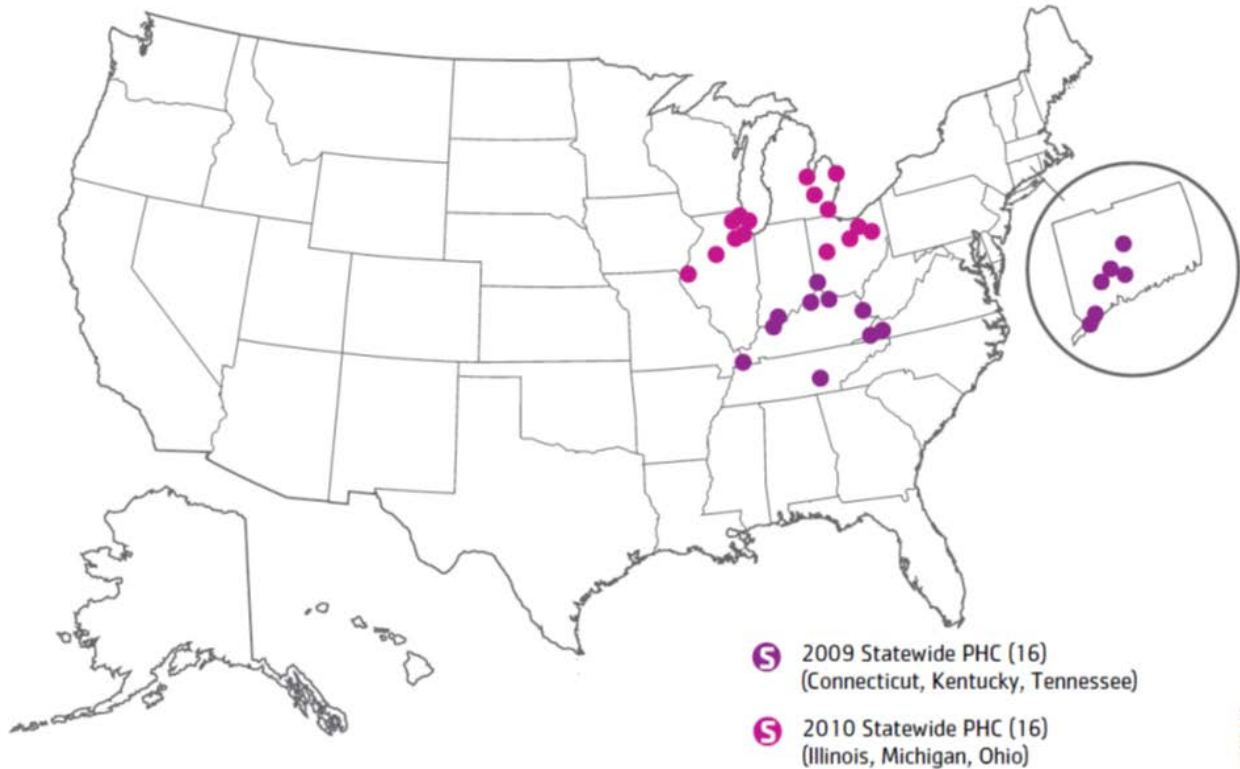 S 2009 Statewide PHC (16)
(Connecticut, Kentucky, Tennessee)
S 2010 Statewide PHC (16)
(Illinois, Michigan, Ohio)